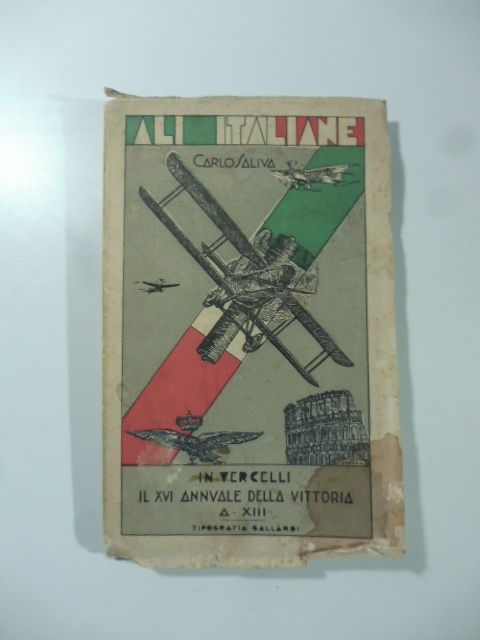 ALI ITALIANE
CARLO SALIVA
IN VERCELLI
IL XVI ANNVALE DELLA VITTORIA
A · XIII
TIPOGRAFIA GALLARDI